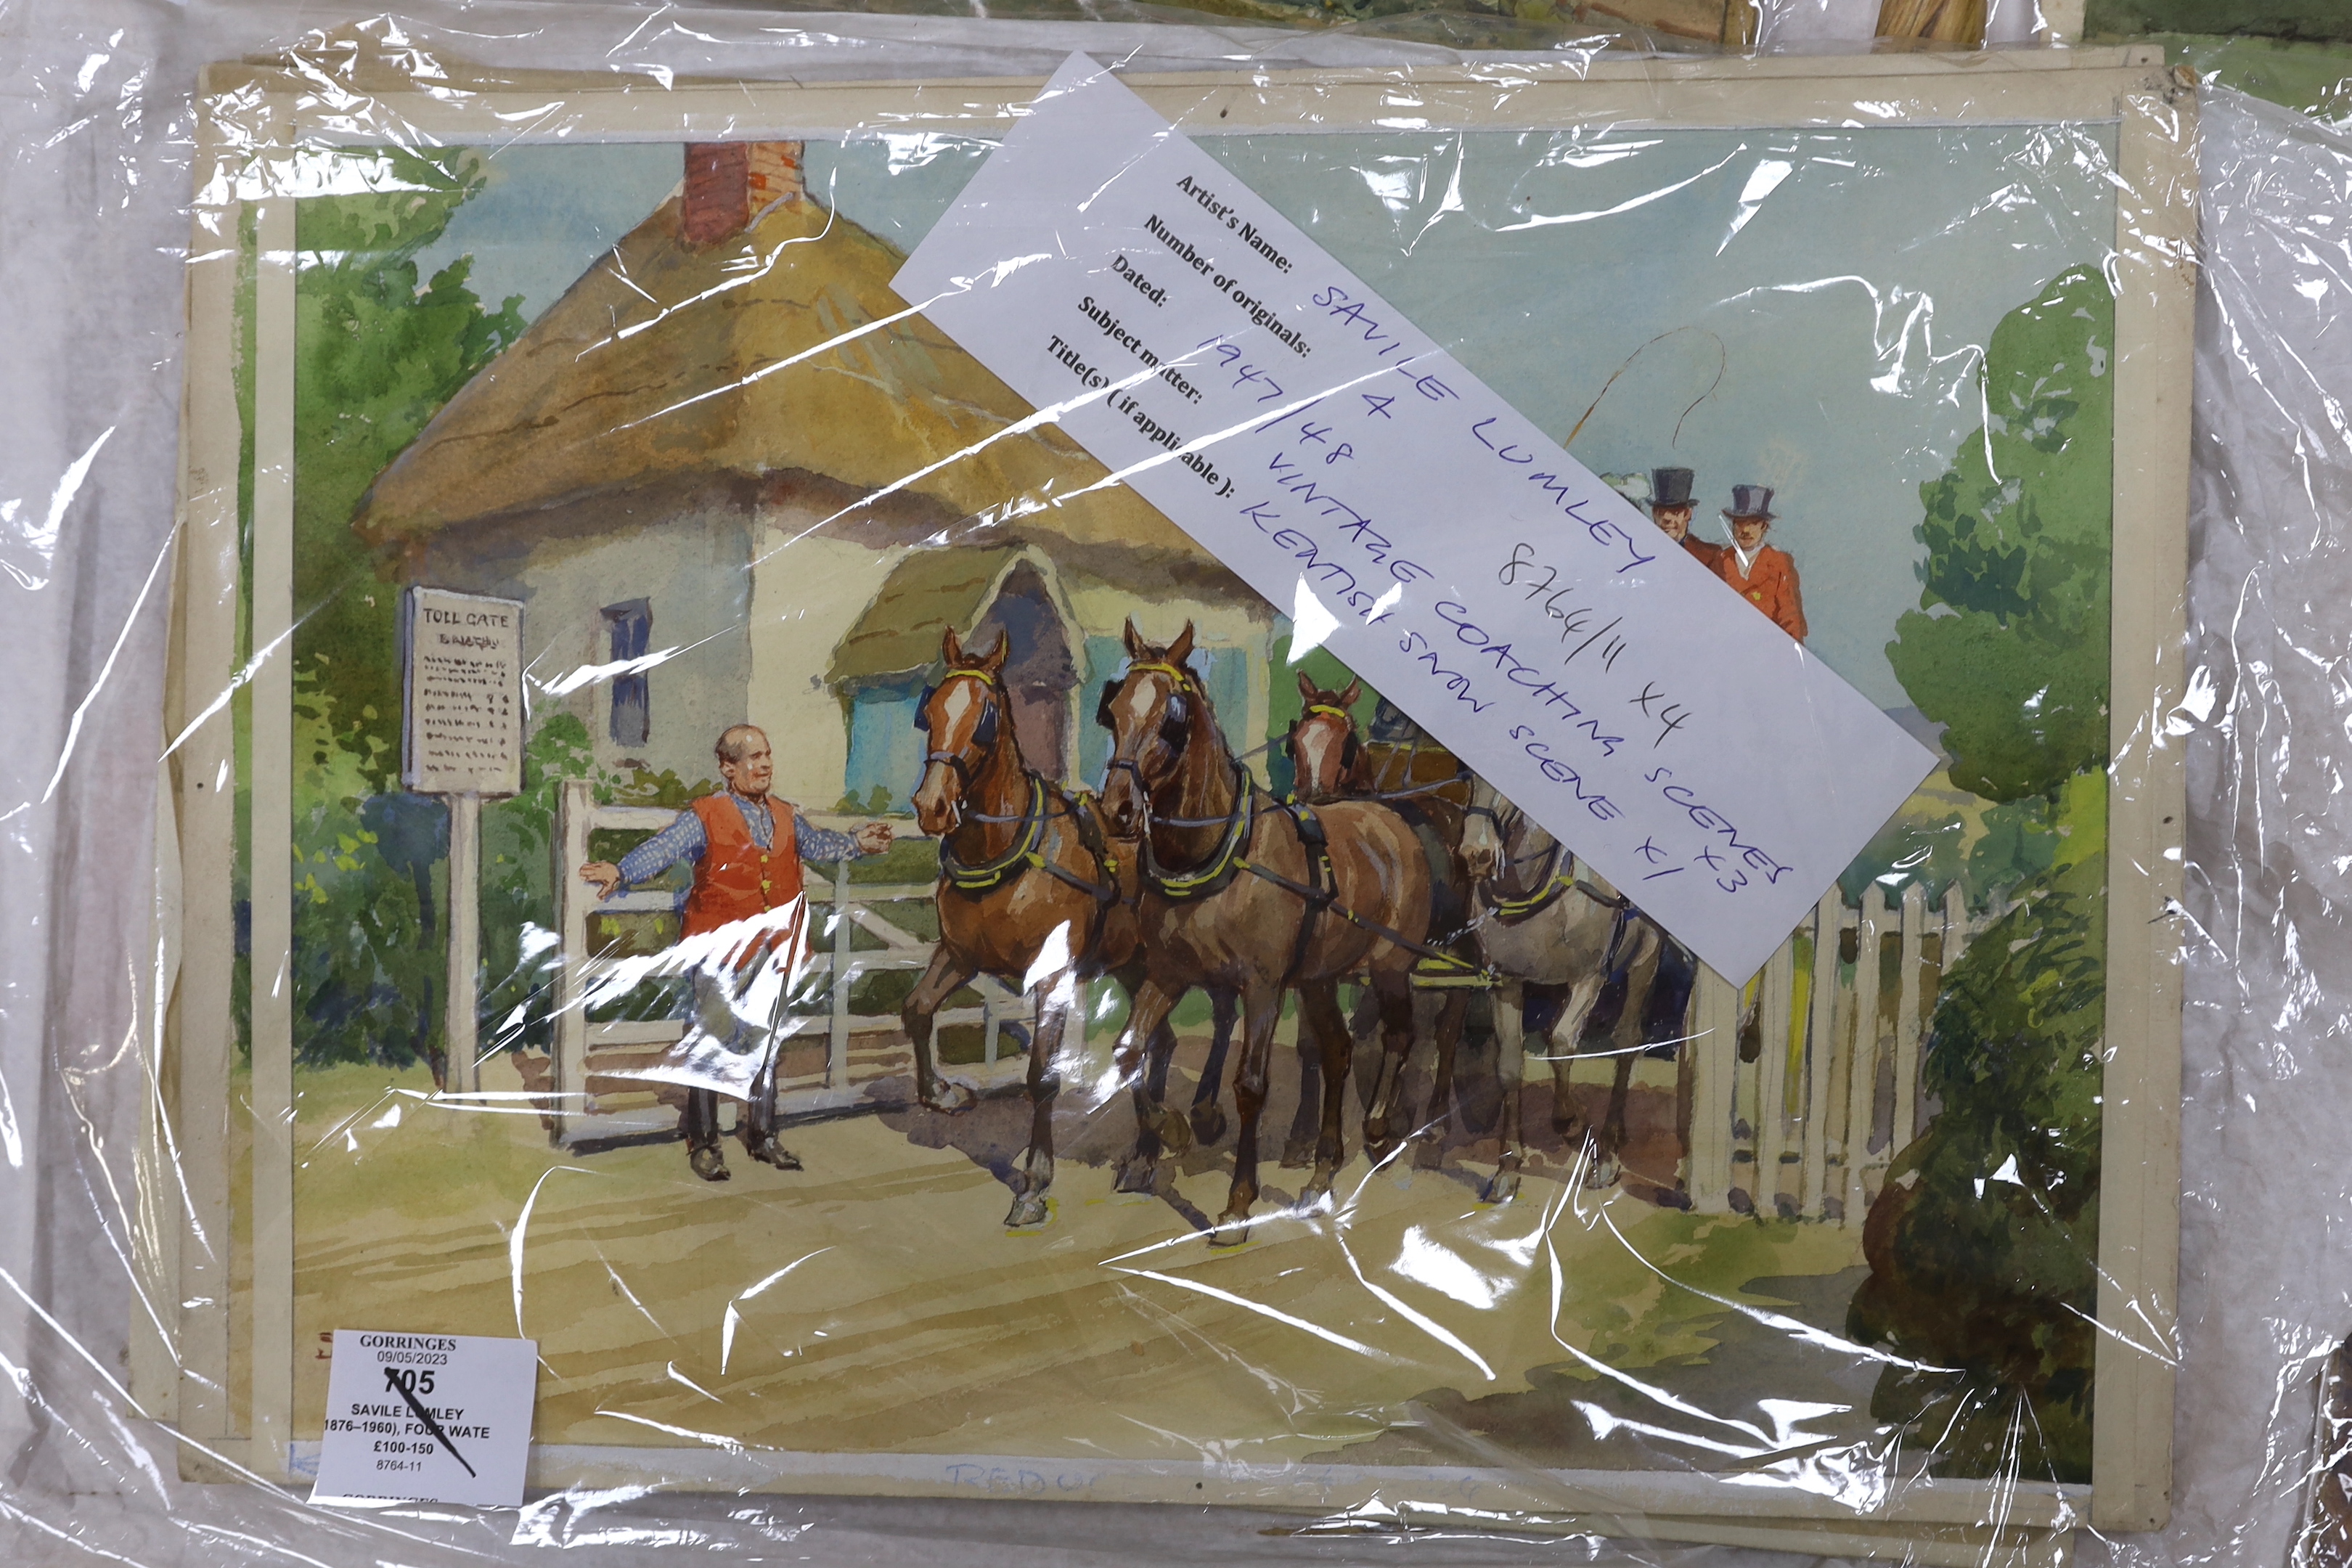 Artist's Name: SAVILE LUMLEY
Number of originals: 4
Dated: 1947/48
8764/11 x4
Subject matter: VINTAGE COACHING SCENES x3
Title(s) ( if applicable ): KENTISH SNOW SCENE x1
TOLL GATE
GORRINGES
09/05/2023
705
SAVILE LUMLEY
1876–1960), FOUR WATE
£100-150
8764-11
GORRINGES